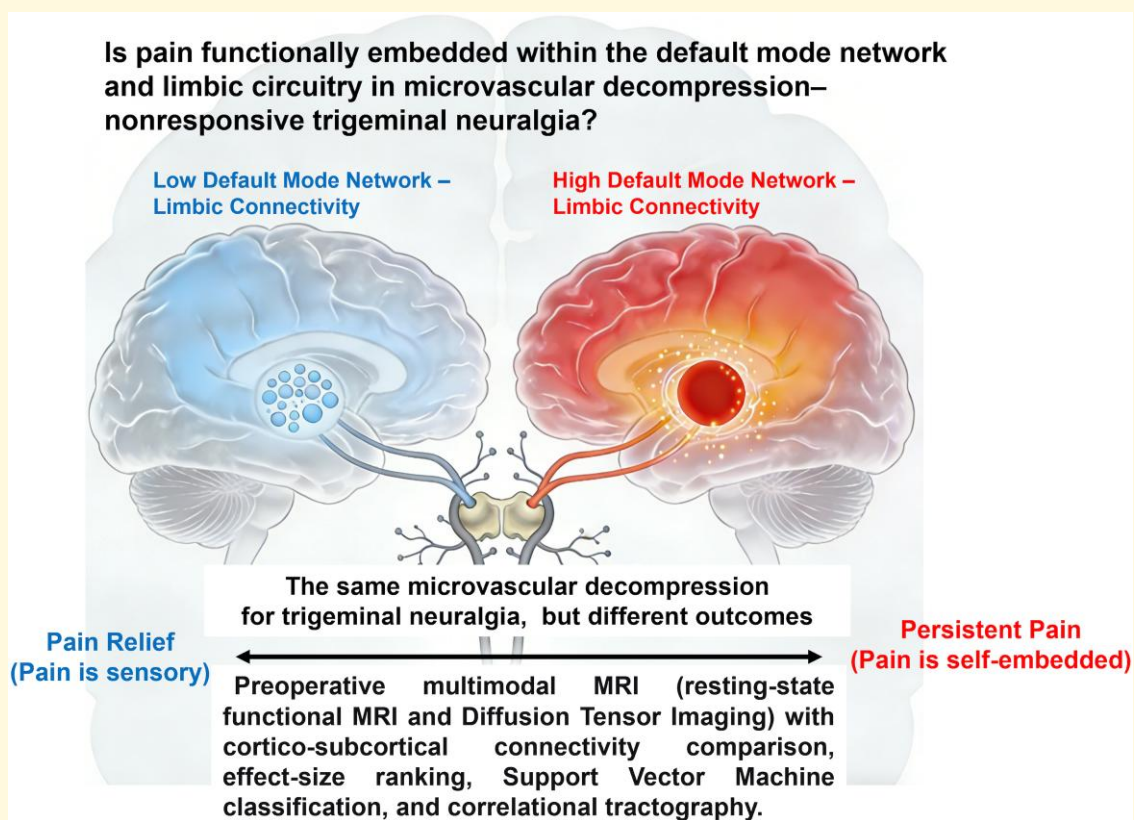 Is pain functionally embedded within the default mode network
and limbic circuitry in microvascular decompression–
nonresponsive trigeminal neuralgia?
Low Default Mode Network –
Limbic Connectivity
High Default Mode Network –
Limbic Connectivity
The same microvascular decompression
for trigeminal neuralgia, but different outcomes
Pain Relief
(Pain is sensory)
Persistent Pain
(Pain is self-embedded)
Preoperative multimodal MRI (resting-state
functional MRI and Diffusion Tensor Imaging) with
cortico-subcortical connectivity comparison,
effect-size ranking, Support Vector Machine
classification, and correlational tractography.